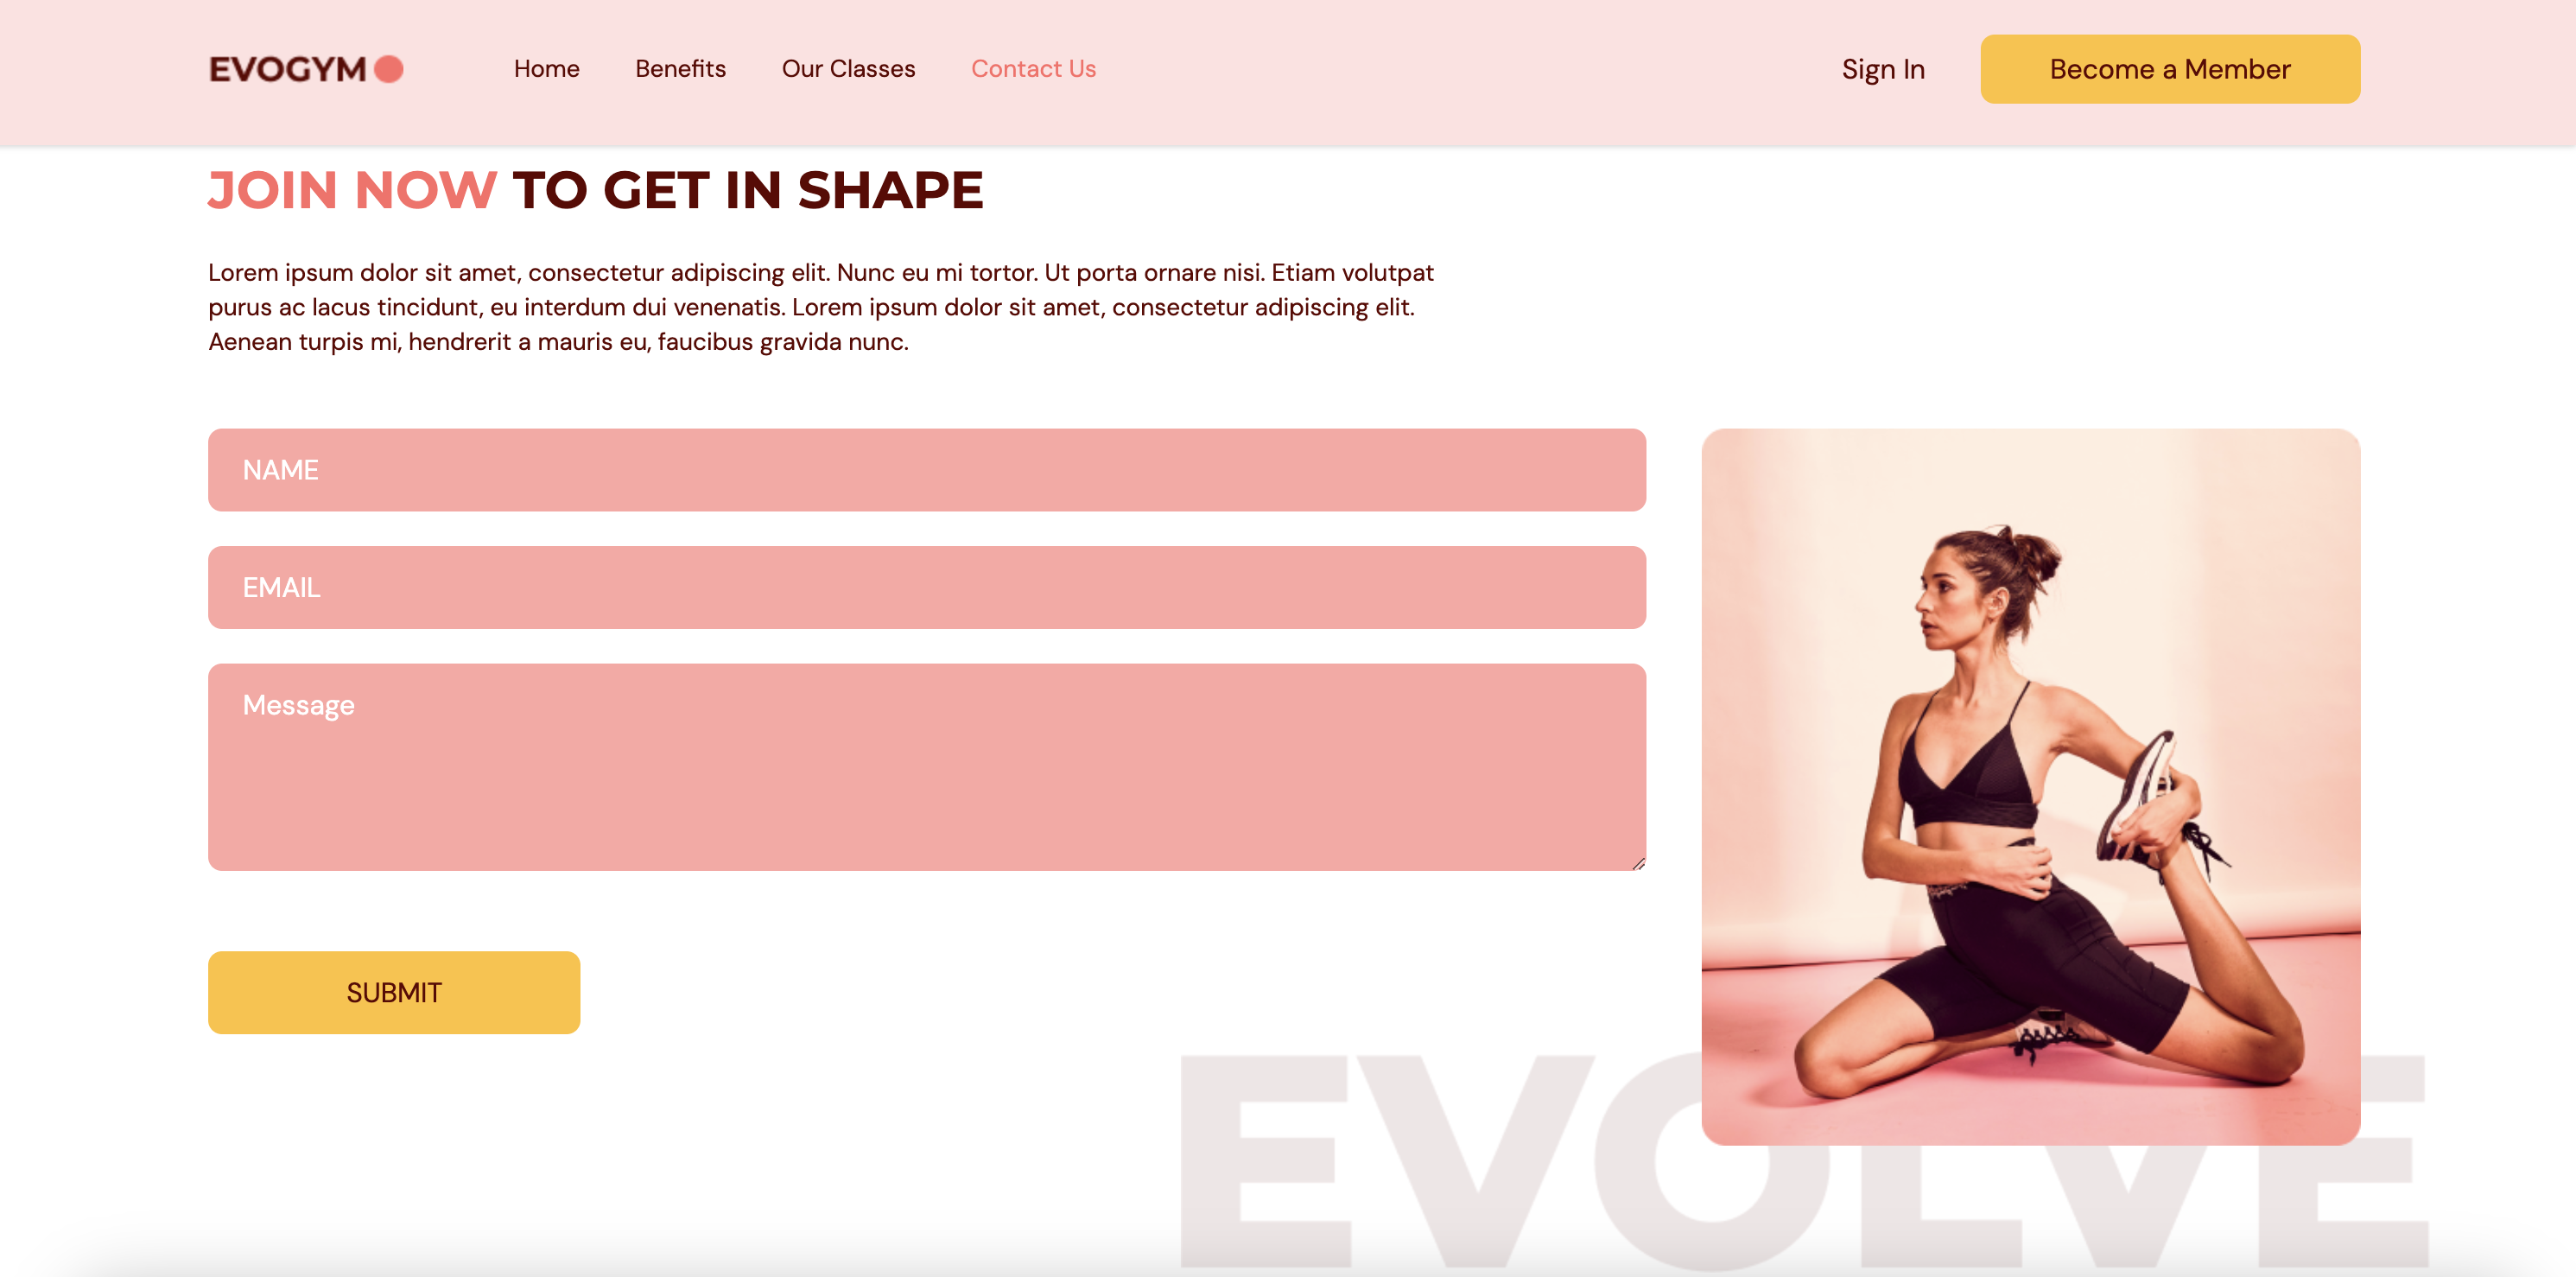 EVOGYM
Home Benefits Our Classes Contact Us Sign In Become a Member
JOIN NOW TO GET IN SHAPE
Lorem ipsum dolor sit amet, consectetur adipiscing elit. Nunc eu mi tortor. Ut porta ornare nisi. Etiam volutpat
purus ac lacus tincidunt, eu interdum dui venenatis. Lorem ipsum dolor sit amet, consectetur adipiscing elit.
Aenean turpis mi, hendrerit a mauris eu, faucibus gravida nunc.
NAME
EMAIL
Message
SUBMIT
EVOLVE